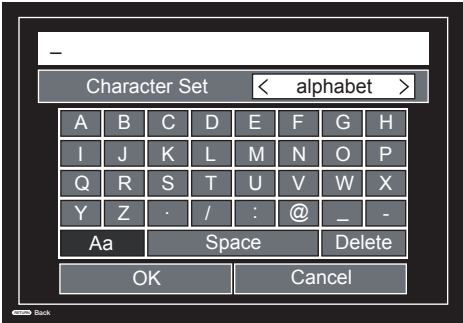 _
Character Set < alphabet >
A B C D E F G H
I J K L M N O P
Q R S T U V W X
Y Z . / : @ _ -
Aa Space Delete
OK Cancel
RETURN Back